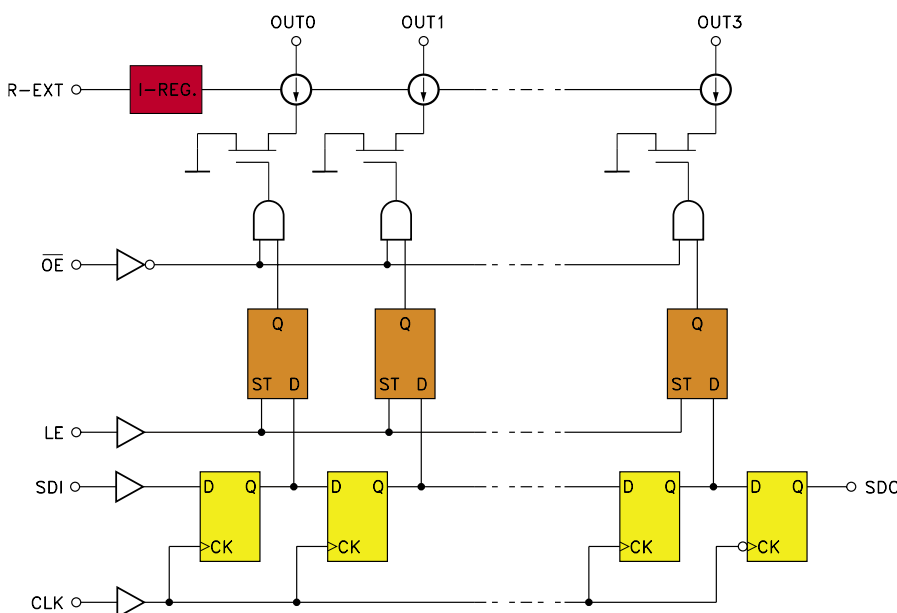 OUT0 OUT1 OUT3
R-EXT I-REG.
OE
Q Q Q
ST D ST D ST D
LE
SDI D Q D Q D Q D Q SDO
CK CK CK CK
CLK